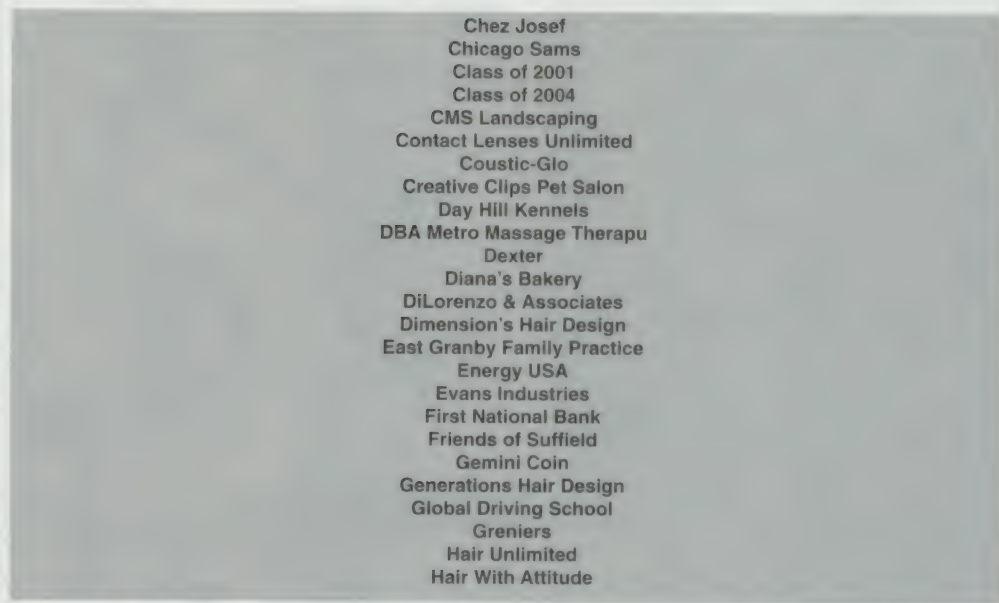 Chez Josef
Chicago Sams
Class of 2001
Class of 2004
CMS Landscaping
Contact Lenses Unlimited
Coustic-Glo
Creative Clips Pet Salon
Day Hill Kennels
DBA Metro Massage Therapu
Dexter
Diana's Bakery
DiLorenzo & Associates
Dimension's Hair Design
East Granby Family Practice
Energy USA
Evans Industries
First National Bank
Friends of Suffield
Gemini Coin
Generations Hair Design
Global Driving School
Greniers
Hair Unlimited
Hair With Attitude